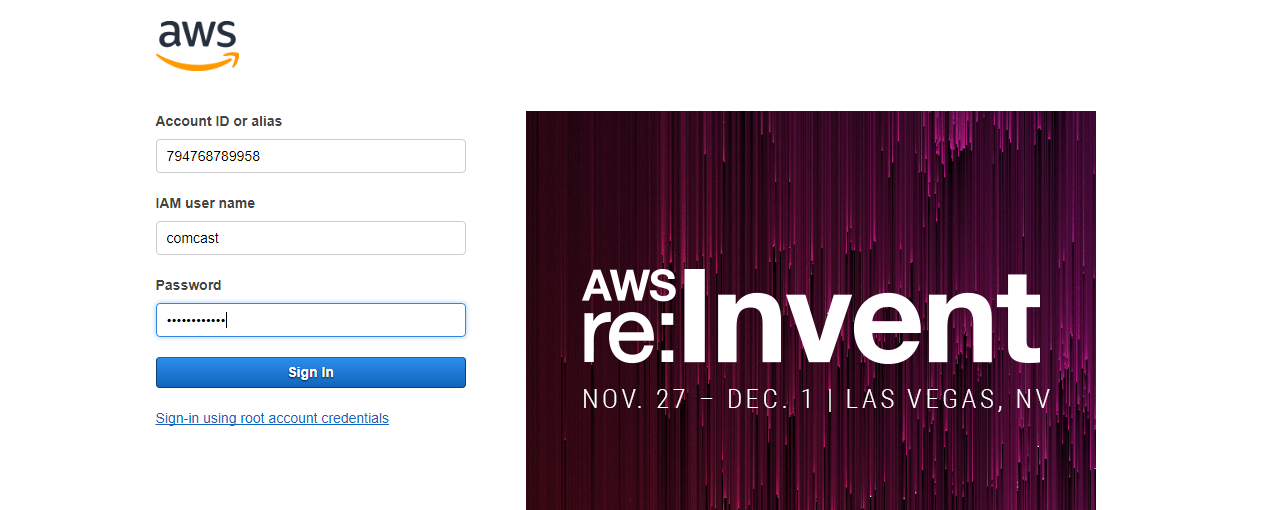 aws
Account ID or alias
794768789958
IAM user name
comcast
Password
••••••••••••
Sign In
Sign-in using root account credentials
AWS
re:Invent
NOV. 27 – DEC. 1 | LAS VEGAS, NV